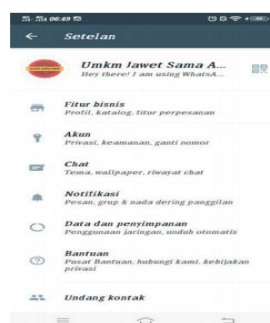 06:49
Setelan
Umkm Jawet Sama A...
Hey there! I am using WhatsA...
Fitur bisnis
Profil, katalog, fitur perpesanan
Akun
Privasi, keamanan, ganti nomor
Chat
Tema, wallpaper, riwayat chat
Notifikasi
Pesan, grup & nada dering panggilan
Data dan penyimpanan
Penggunaan jaringan, unduh otomatis
Bantuan
Pusat Bantuan, hubungi kami, kebijakan
privasi
Undang kontak